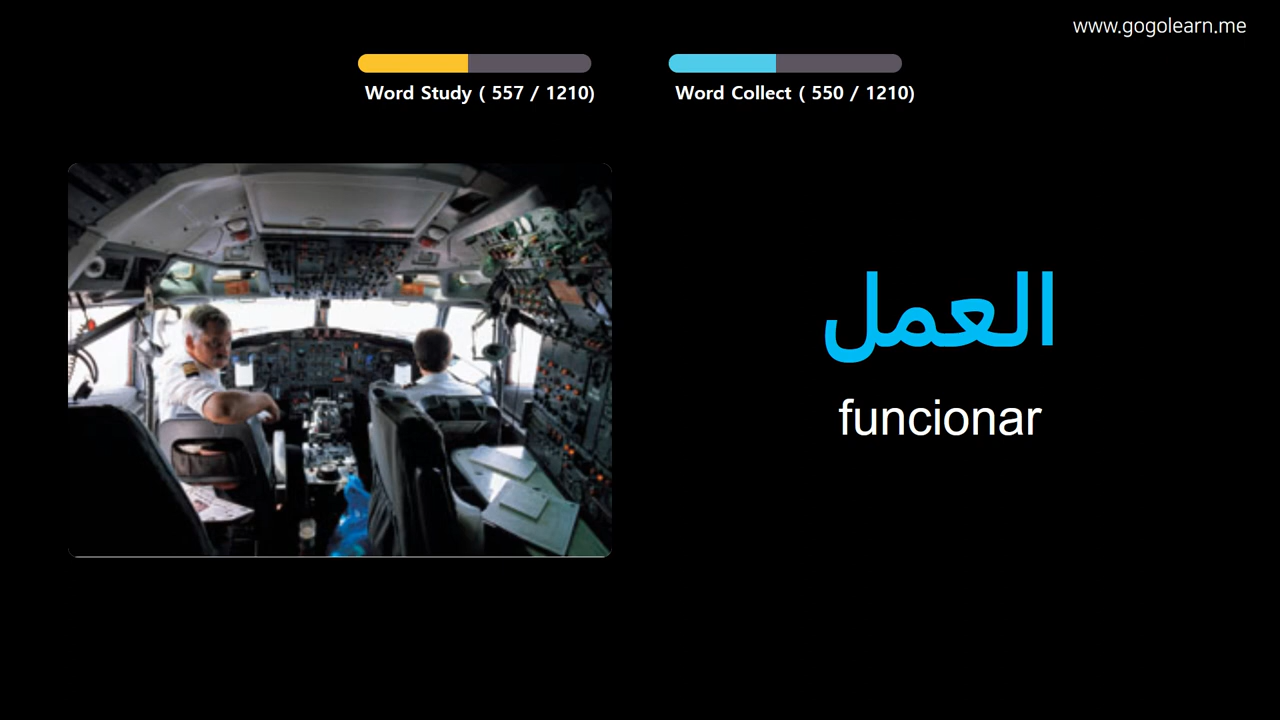 www.gogolearn.me
Word Study ( 557 / 1210)
Word Collect ( 550 / 1210)
العمل
funcionar